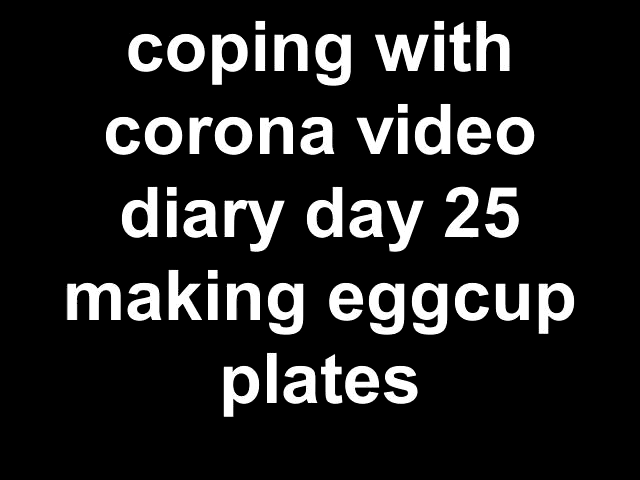 coping with
corona video
diary day 25
making eggcup
plates